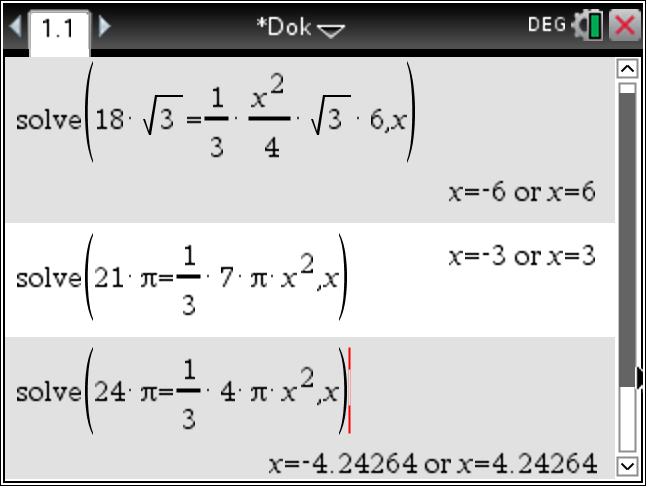 1.1 *Dok DEG
solve(18· √3 =1/3· x²/4· √3 · 6,x)
x=-6 or x=6
solve(21· π=1/3· 7· π· x²,x)
x=-3 or x=3
solve(24· π=1/3· 4· π· x²,x)
x=-4.24264 or x=4.24264